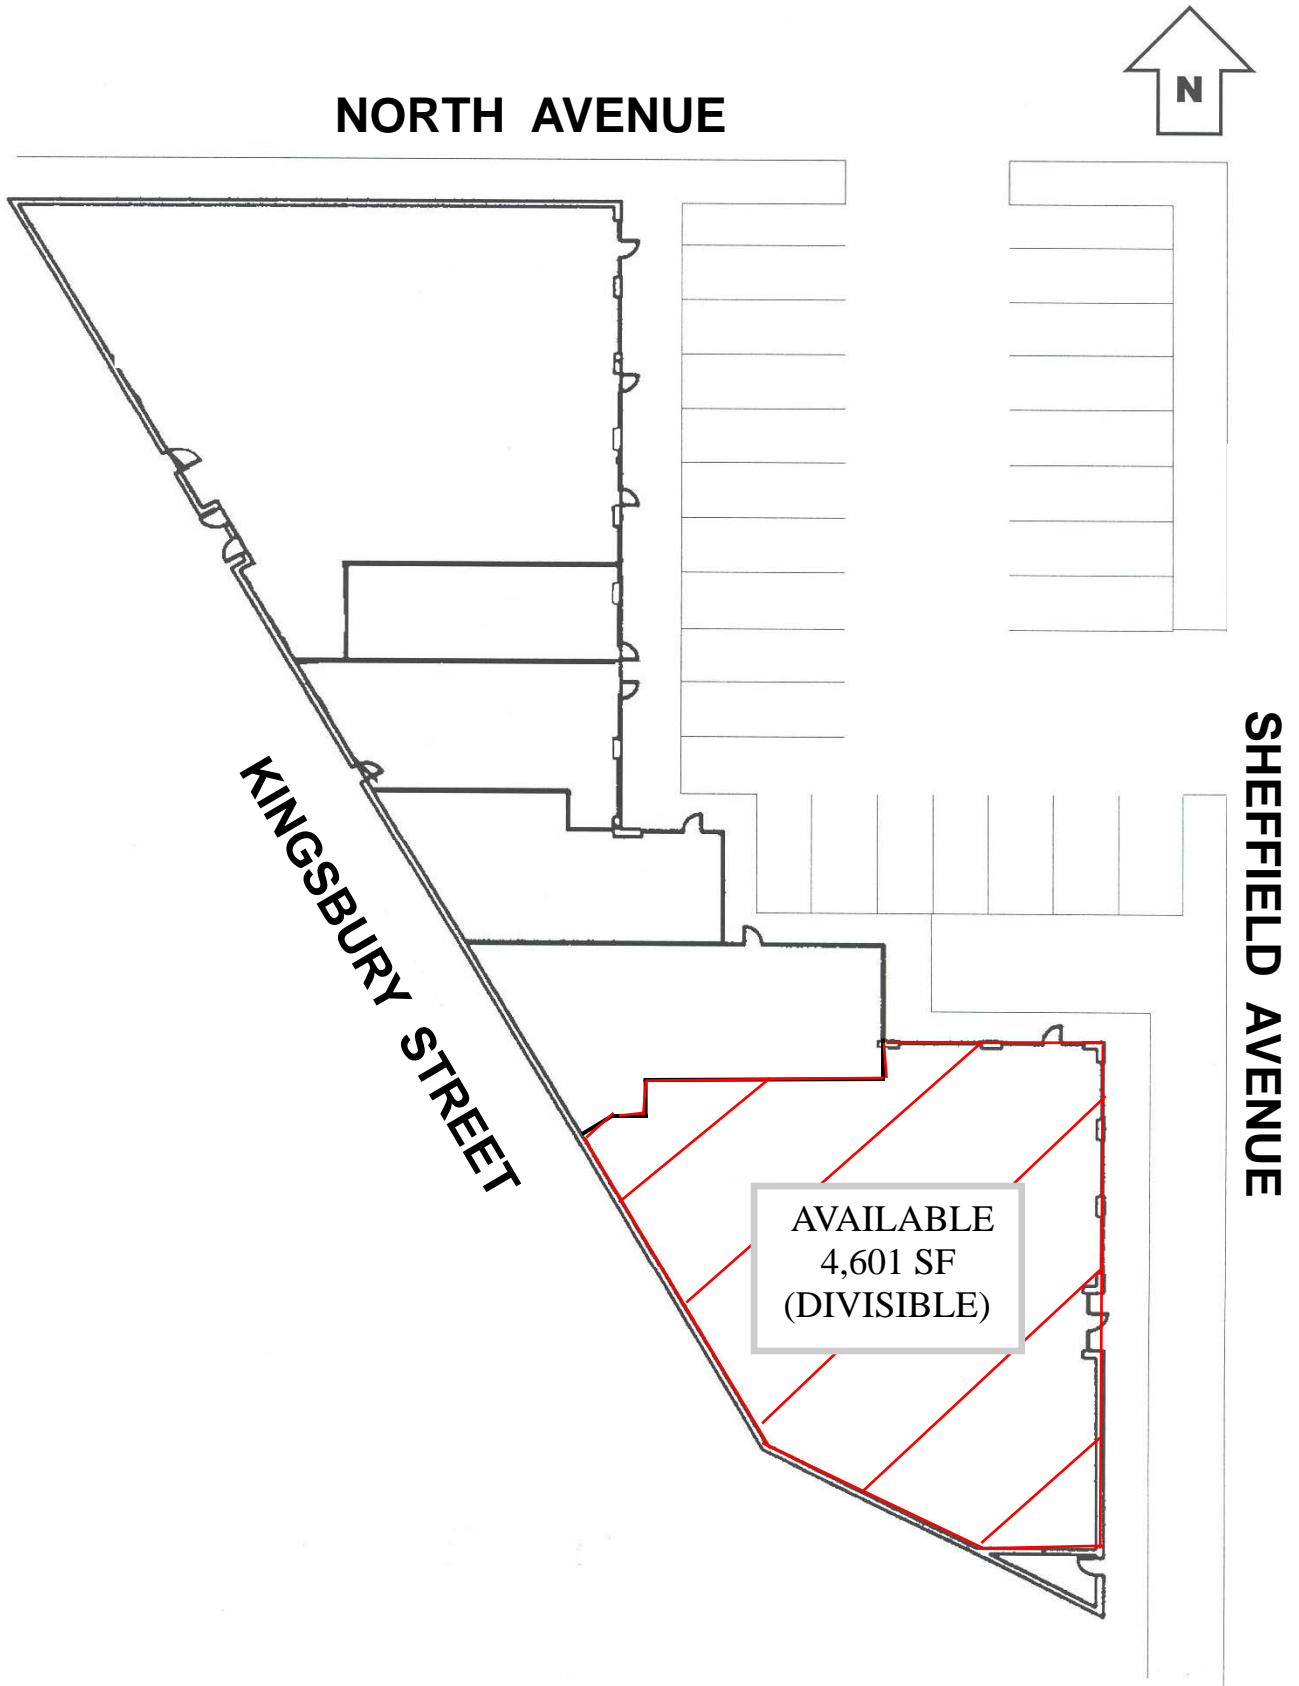 N
NORTH AVENUE
KINGSBURY STREET
SHEFFIELD AVENUE
AVAILABLE
4,601 SF
(DIVISIBLE)